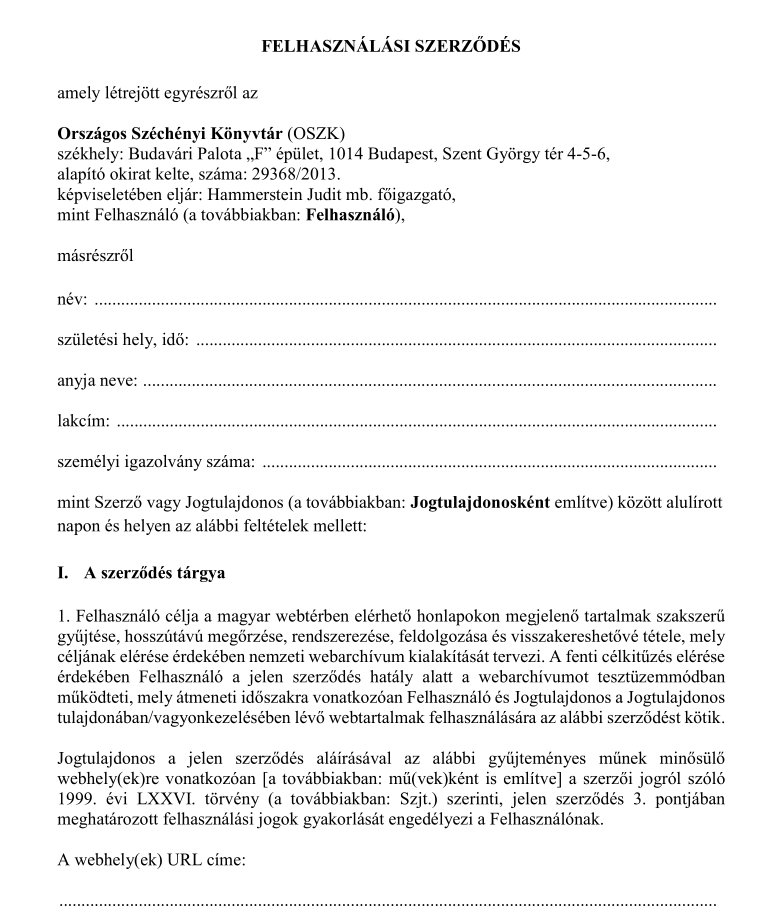 FELHASZNÁLÁSI SZERZŐDÉS
amely létrejött egyrészről az
Országos Széchényi Könyvtár (OSZK)
székhely: Budavári Palota „F” épület, 1014 Budapest, Szent György tér 4-5-6,
alapító okirat kelte, száma: 29368/2013.
képviseletében eljár: Hammerstein Judit mb. főigazgató,
mint Felhasználó (a továbbiakban: Felhasználó),
másrészről
név: ............................................................................................................................................
születési hely, idő: .....................................................................................................................
anyja neve: .................................................................................................................................
lakcím: .......................................................................................................................................
személyi igazolvány száma: ......................................................................................................
mint Szerző vagy Jogtulajdonos (a továbbiakban: Jogtulajdonosként említve) között alulírott
napon és helyen az alábbi feltételek mellett:
I. A szerződés tárgya
1. Felhasználó célja a magyar webtérben elérhető honlapokon megjelenő tartalmak szakszerű
gyűjtése, hosszútávú megőrzése, rendszerezése, feldolgozása és visszakereshetővé tétele, mely
céljának elérése érdekében nemzeti webarchívum kialakítását tervezi. A fenti célkitűzés elérése
érdekében Felhasználó a jelen szerződés hatály alatt a webarchívumot tesztüzemmódban
működteti, mely átmeneti időszakra vonatkozóan Felhasználó és Jogtulajdonos a Jogtulajdonos
tulajdonában/vagyonkezelésében lévő webtartalmak felhasználására az alábbi szerződést kötik.
Jogtulajdonos a jelen szerződés aláírásával az alábbi gyűjteményes műnek minősülő
webhely(ek)re vonatkozóan [a továbbiakban: mű(vek)ként is említve] a szerzői jogról szóló
1999. évi LXXVI. törvény (a továbbiakban: Szjt.) szerinti, jelen szerződés 3. pontjában
meghatározott felhasználási jogok gyakorlását engedélyezi a Felhasználónak.
A webhely(ek) URL címe:
....................................................................................................................................................